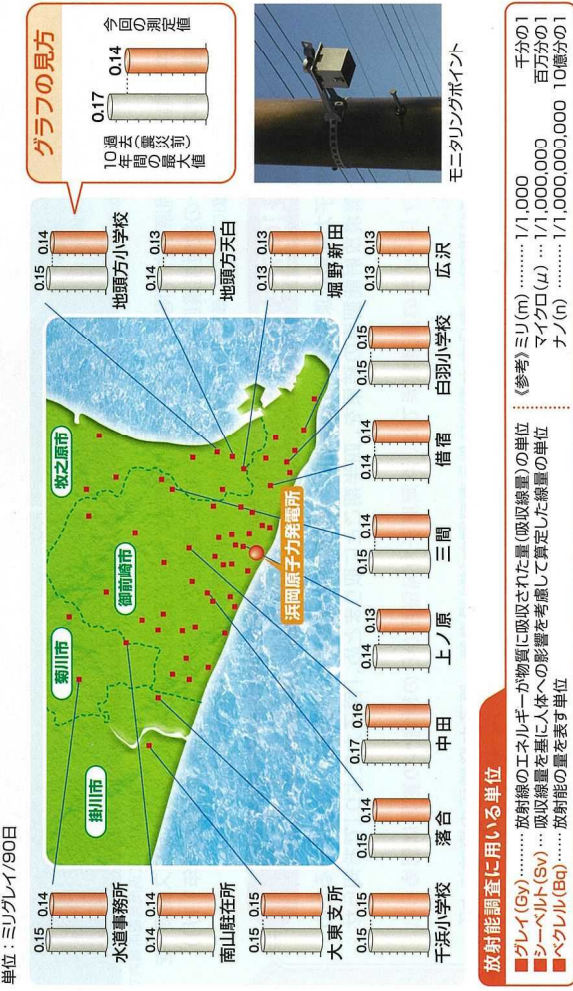 単位:ミリグレイ/90日
水道事務所
0.15 0.14
南山駐在所
0.14 0.14
大東支所
0.15 0.15
千浜小学校
0.15 0.15
落合
0.15 0.14
中田
0.17 0.16
上ノ原
0.14 0.13
三間
0.15 0.14
借宿
0.14 0.14
白羽小学校
0.15 0.15
広沢
0.13 0.13
堀野新田
0.13 0.13
地頭方天白
0.14 0.13
地頭方小学校
0.15 0.14
掛川市
菊川市
御前崎市
牧之原市
浜岡原子力発電所
グラフの見方
0.17
0.14
過去(震災前)
10年間の最大値
今回の測定値
モニタリングポイント
放射能調査に用いる単位
■グレイ(Gy)………放射線のエネルギーが物質に吸収された量(吸収線量)の単位
■シーベルト(Sv)…吸収線量を基に人体への影響を考慮して算定した線量の単位
■ベクレル(Bq)……放射能の量を表す単位
《参考》ミリ(m)…………1/1,000 千分の1
マイクロ(μ)…1/1,000,000 百万分の1
ナノ(n)…………1/1,000,000,000 10億分の1